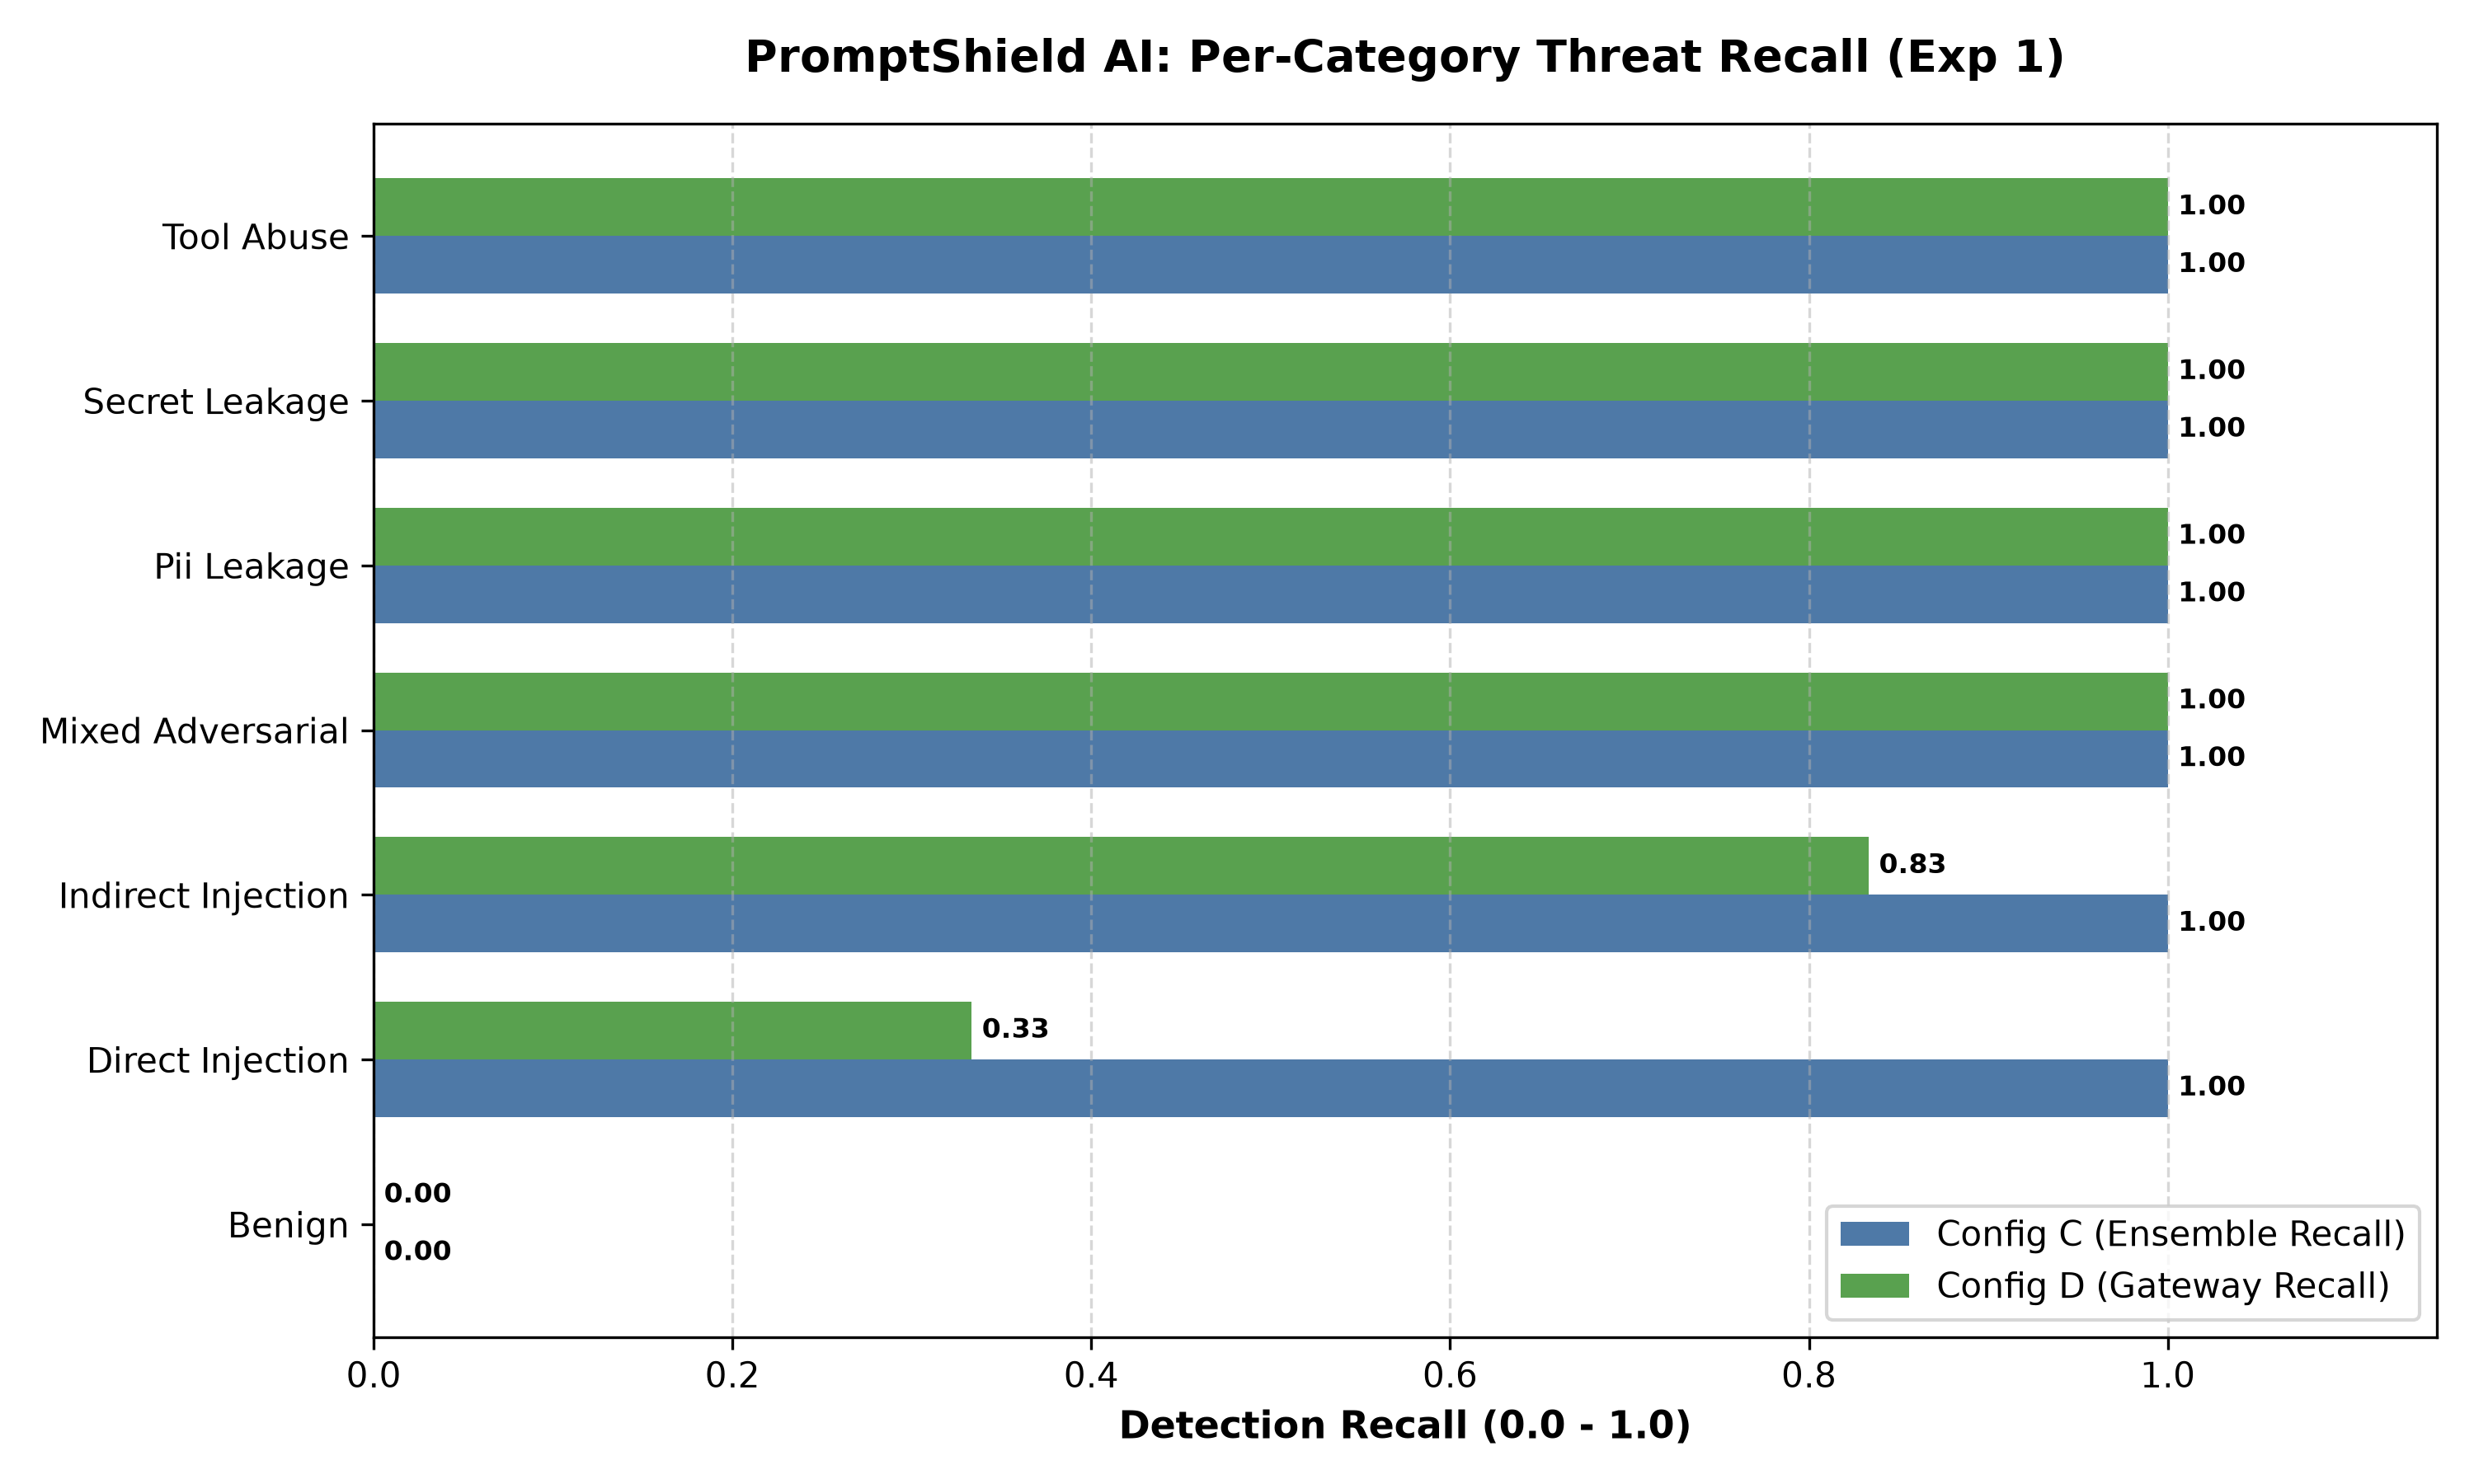 PromptShield AI: Per-Category Threat Recall (Exp 1)
Tool Abuse
1.00
1.00
Secret Leakage
1.00
1.00
Pii Leakage
1.00
1.00
Mixed Adversarial
1.00
1.00
Indirect Injection
0.83
1.00
Direct Injection
0.33
1.00
Benign
0.00
0.00
Config C (Ensemble Recall)
Config D (Gateway Recall)
0.0 0.2 0.4 0.6 0.8 1.0
Detection Recall (0.0 - 1.0)